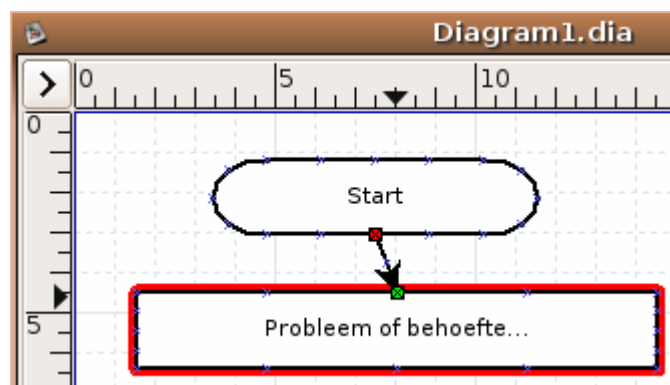 Diagram1.dia
0 5 10
0
Start
5
Probleem of behoefte...